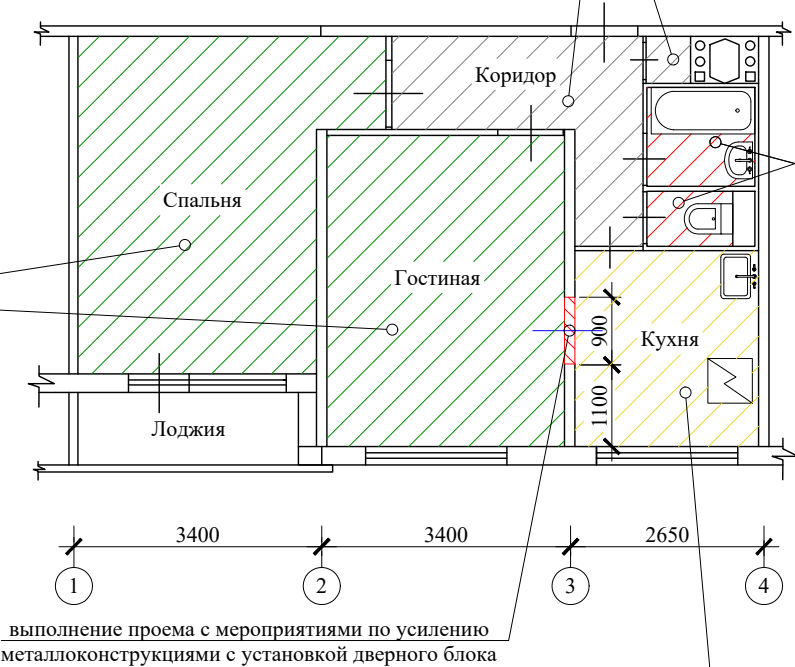 Коридор
Спальня
Гостиная
900
Кухня
1100
Лоджия
3400
3400
2650
1
2
3
4
выполнение проема с мероприятиями по усилению
металлоконструкциями с установкой дверного блока